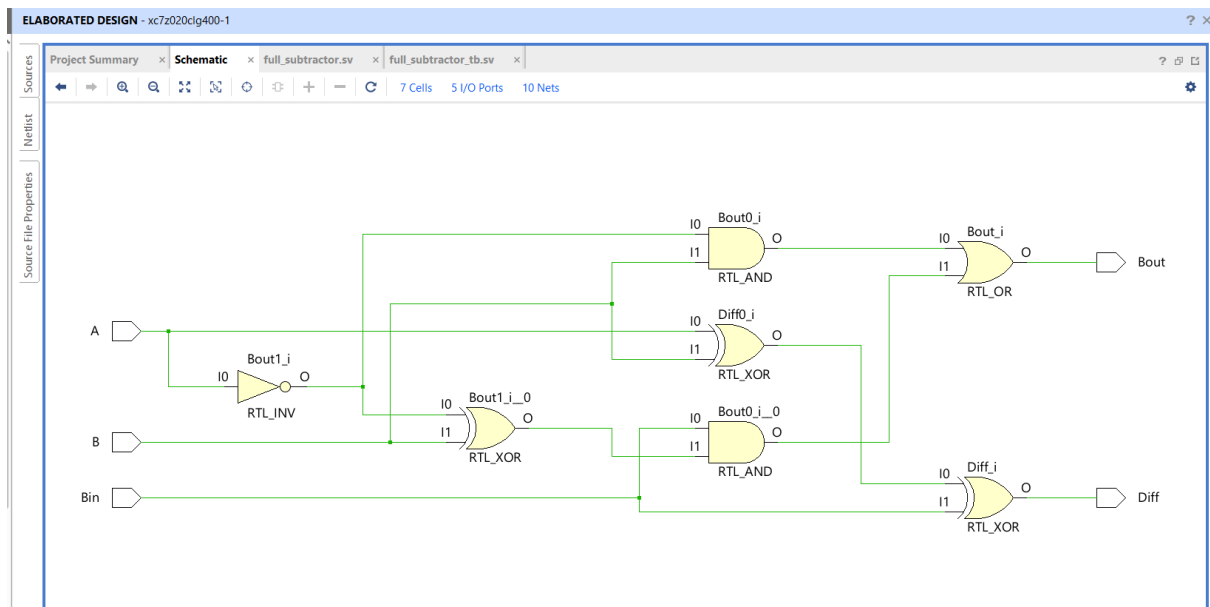 ELABORATED DESIGN - xc7z020clg400-1
?
×
Sources
Netlist
Source File Properties
Project Summary ×
Schematic ×
full_subtractor.sv ×
full_subtractor_tb.sv ×
?
7 Cells 5 I/O Ports 10 Nets
Bout0_i
I0
O
I1
RTL_AND
Bout_i
I0
O
I1
Bout
RTL_OR
Diff0_i
A
I0
O
I1
RTL_XOR
Bout1_i
I0
O
RTL_INV
Bout1_i__0
I0
O
I1
B
RTL_XOR
Bout0_i__0
I0
O
I1
RTL_AND
Diff_i
I0
O
Bin
I1
Diff
RTL_XOR